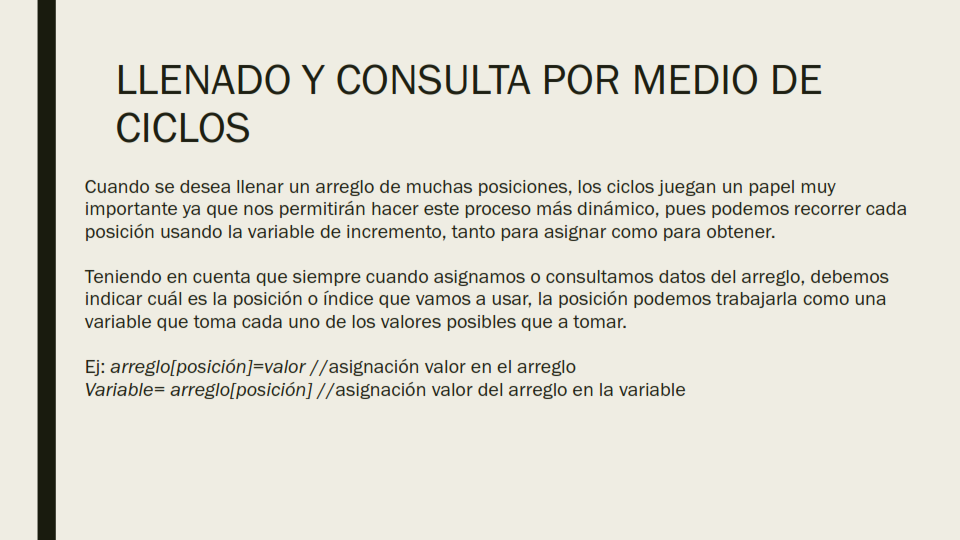 LLENADO Y CONSULTA POR MEDIO DE
CICLOS
Cuando se desea llenar un arreglo de muchas posiciones, los ciclos juegan un papel muy
importante ya que nos permitirán hacer este proceso más dinámico, pues podemos recorrer cada
posición usando la variable de incremento, tanto para asignar como para obtener.
Teniendo en cuenta que siempre cuando asignamos o consultamos datos del arreglo, debemos
indicar cuál es la posición o índice que vamos a usar, la posición podemos trabajarla como una
variable que toma cada uno de los valores posibles que a tomar.
Ej: arreglo[posición]=valor //asignación valor en el arreglo
Variable= arreglo[posición] //asignación valor del arreglo en la variable